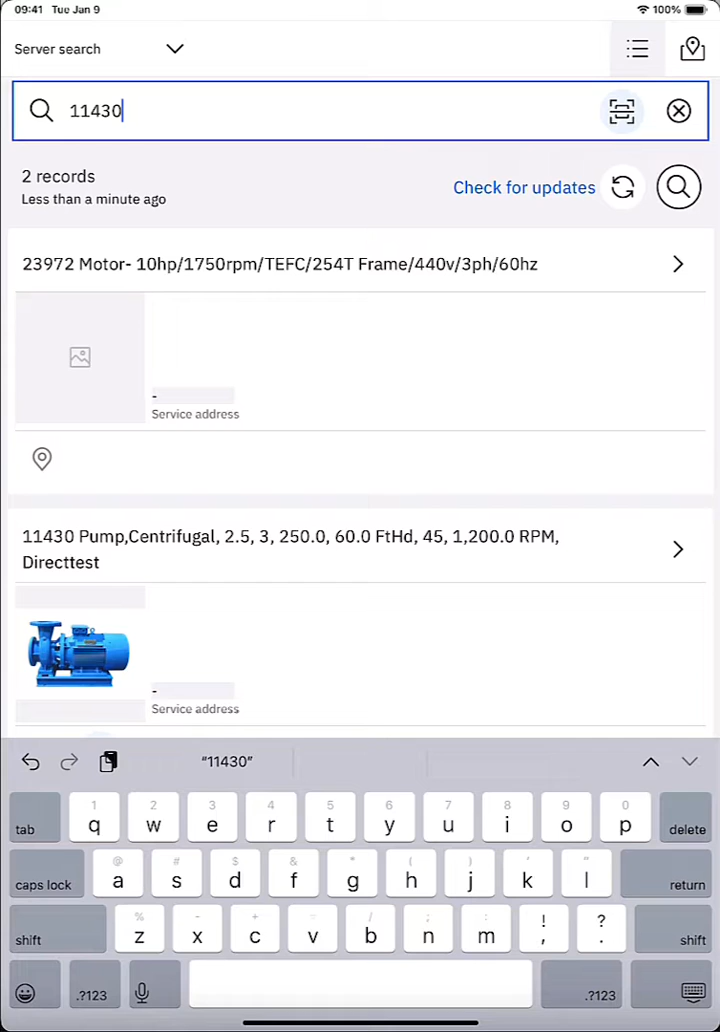 09:41 Tue Jan 9 100%
Server search
11430
2 records
Less than a minute ago
Check for updates
23972 Motor- 10hp/1750rpm/TEFC/254T Frame/440v/3ph/60hz
-
Service address
11430 Pump,Centrifugal, 2.5, 3, 250.0, 60.0 FtHd, 45, 1,200.0 RPM,
Directtest
-
Service address
“11430”
1 2 3 4 5 6 7 8 9 0
tab q w e r t y u i o p delete
@ # $ & * ( ) ' "
caps lock a s d f g h j k l return
% - + = / ; :
shift z x c v b n m ! , ? . shift
.?123 .?123